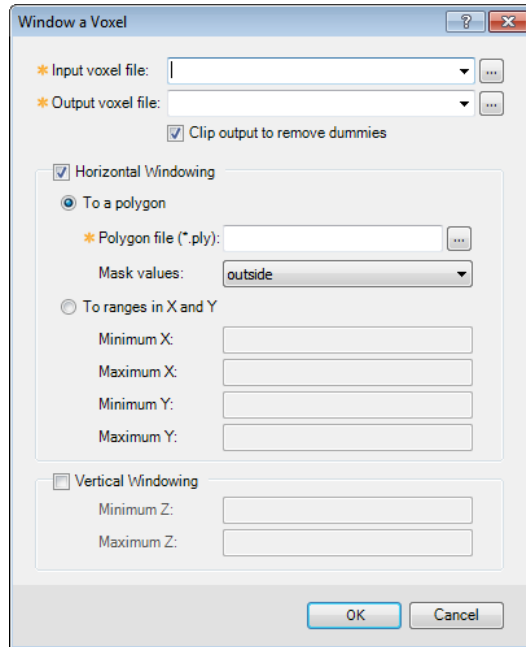 Window a Voxel
* Input voxel file:
* Output voxel file:
Clip output to remove dummies
Horizontal Windowing
To a polygon
* Polygon file (*.ply):
Mask values: outside
To ranges in X and Y
Minimum X:
Maximum X:
Minimum Y:
Maximum Y:
Vertical Windowing
Minimum Z:
Maximum Z:
OK Cancel